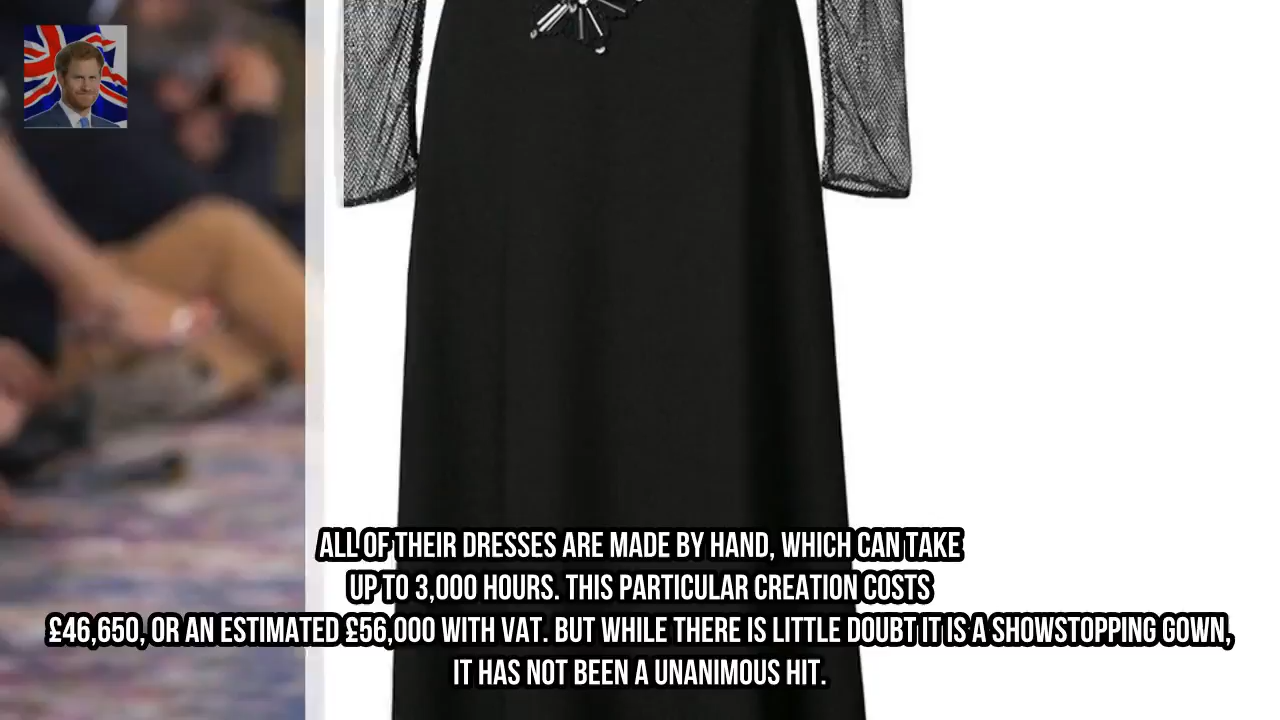 ALL OF THEIR DRESSES ARE MADE BY HAND, WHICH CAN TAKE
UP TO 3,000 HOURS. THIS PARTICULAR CREATION COSTS
£46,650, OR AN ESTIMATED £56,000 WITH VAT. BUT WHILE THERE IS LITTLE DOUBT IT IS A SHOWSTOPPING GOWN,
IT HAS NOT BEEN A UNANIMOUS HIT.